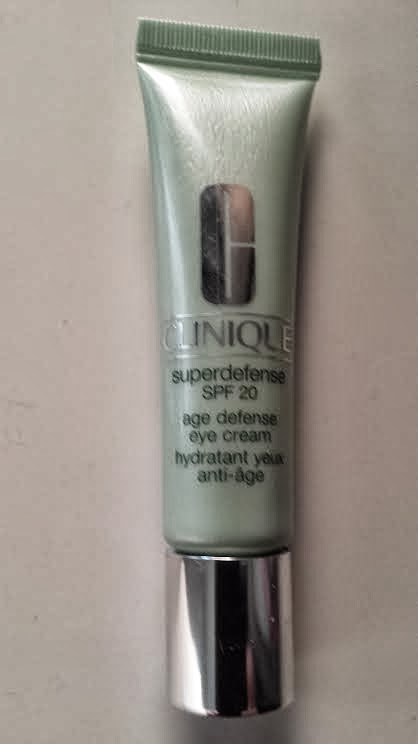 CLINIQUE
superdefense
SPF 20
age defense
eye cream
hydratant yeux
anti-âge